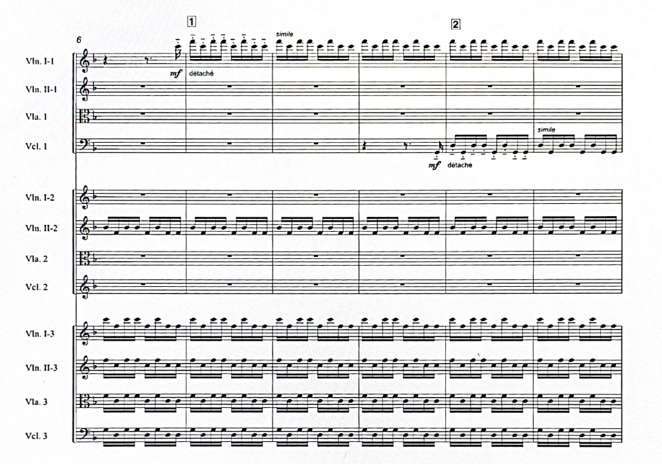 1
2
6
simile
Vln. I-1
mf détaché
Vln. II-1
Vla. 1
simile
Vcl. 1
mf détaché
Vln. I-2
Vln. II-2
Vla. 2
Vcl. 2
Vln. I-3
Vln. II-3
Vla. 3
Vcl. 3